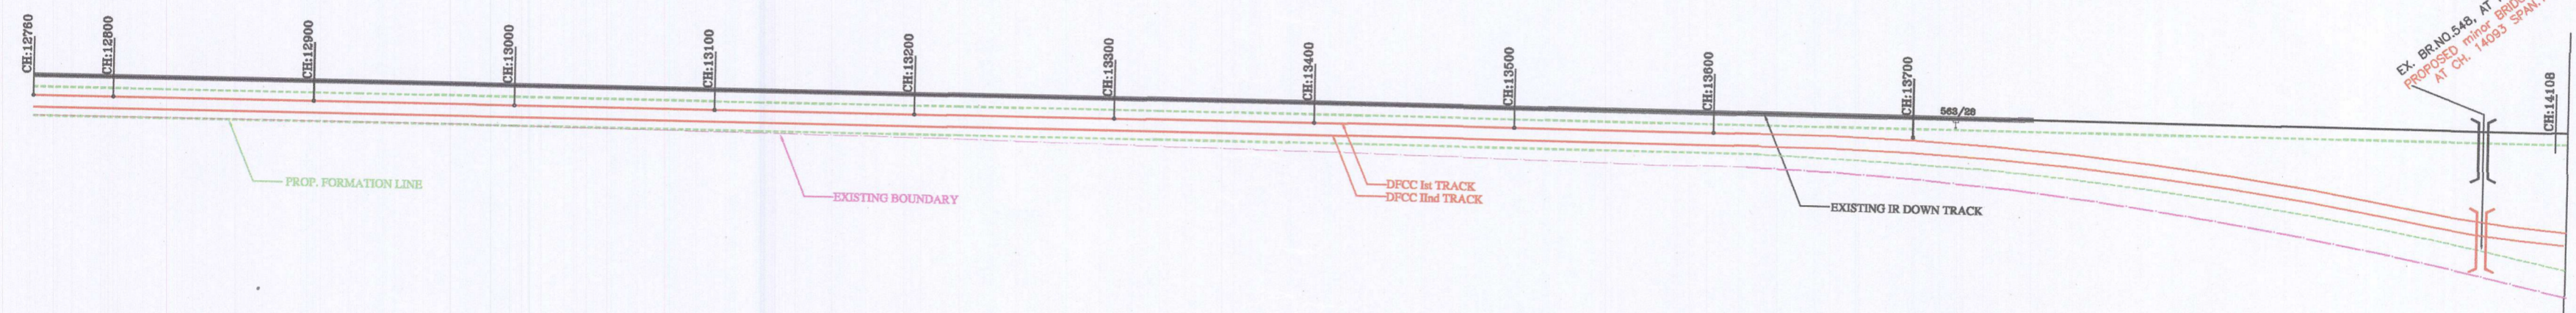 CH:12760
CH:12800
CH:12900
CH:13000
CH:13100
CH:13200
CH:13300
CH:13400
CH:13500
CH:13600
CH:13700
563/28
EX. BR.NO.548, AT
PROPOSED minor
AT CH. 14093 SPAN.
CH:14108
PROP. FORMATION LINE
EXISTING BOUNDARY
DFCC Ist TRACK
DFCC IInd TRACK
EXISTING IR DOWN TRACK